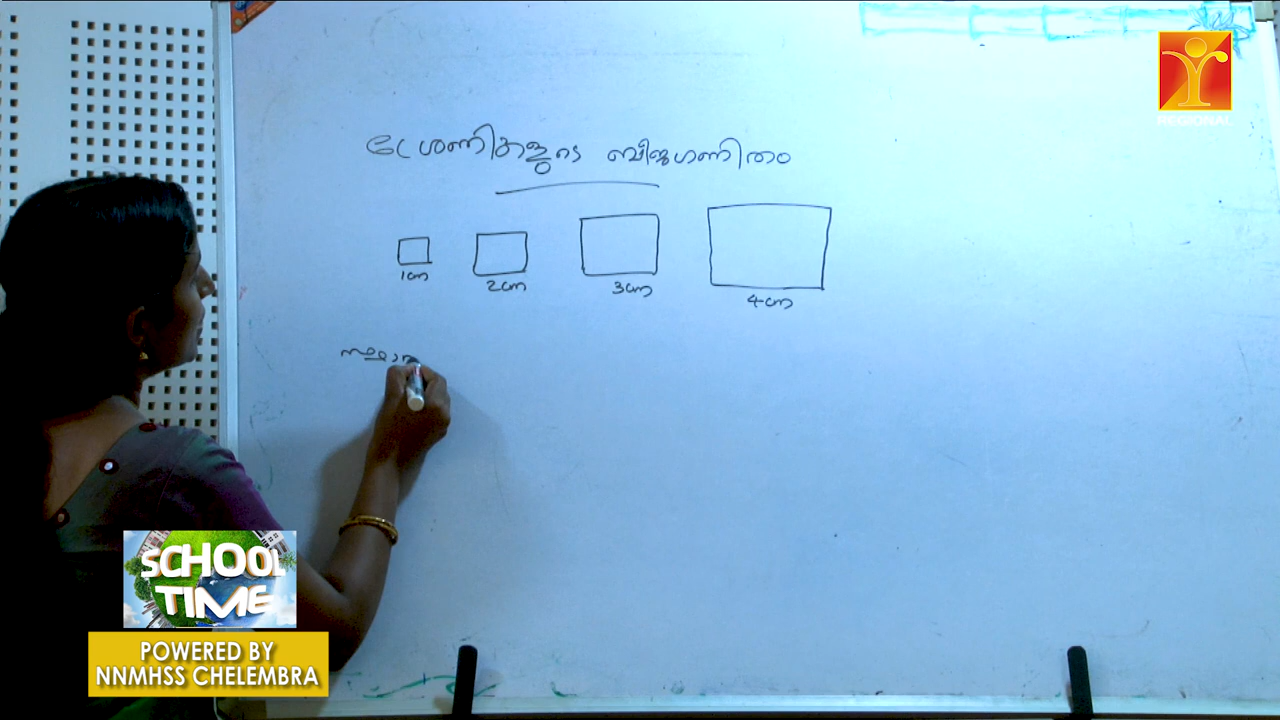 ശ്രേണികളുടെ ബീജഗണിതം
1cm 2cm 3cm 4cm
സ്ഥാന
REGIONAL
SCHOOL
TIME
POWERED BY
NNMHSS CHELEMBRA